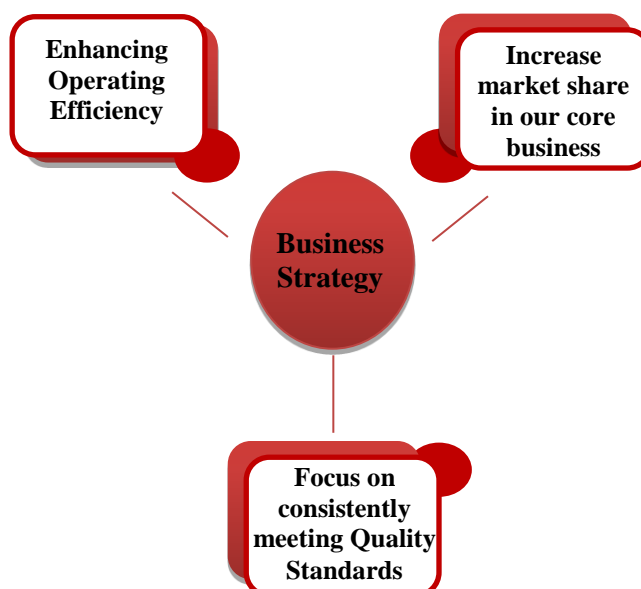 Enhancing
Operating
Efficiency
Increase
market share
in our core
business
Business
Strategy
Focus on
consistently
meeting Quality
Standards